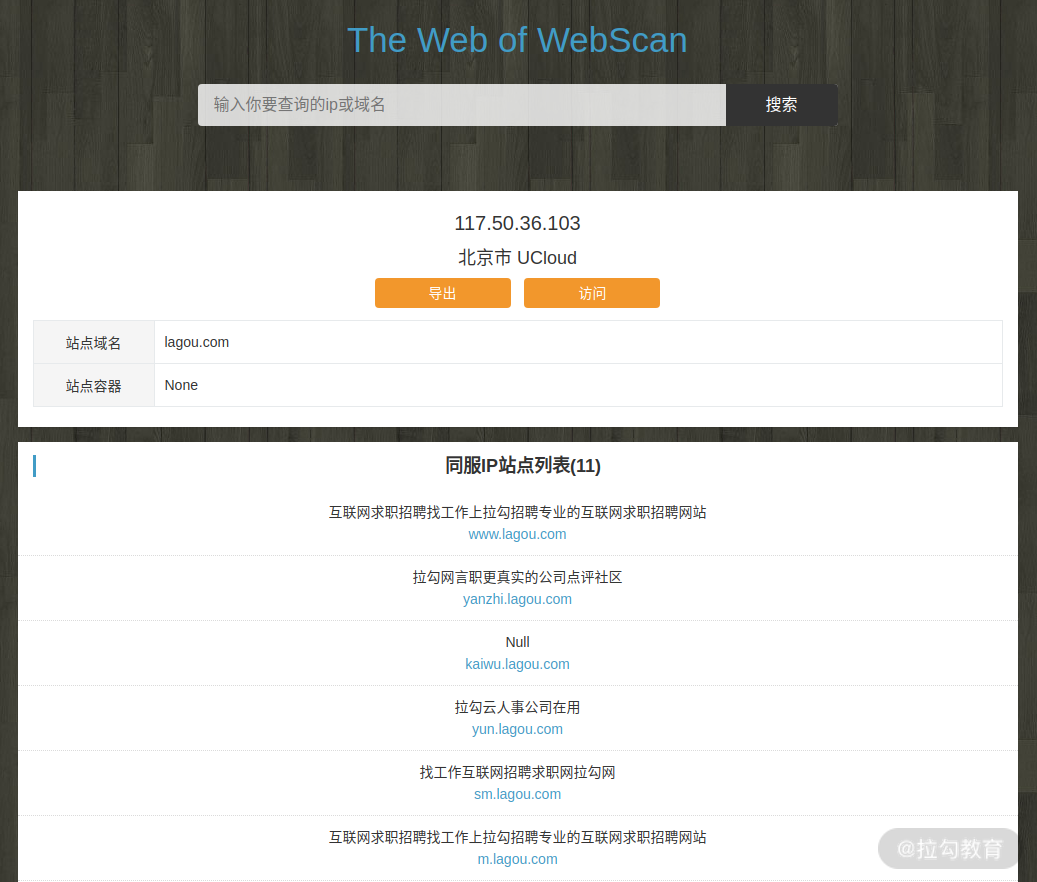 The Web of WebScan
输入你要查询的ip或域名
搜索
117.50.36.103
北京市 UCloud
导出
访问
站点域名
lagou.com
站点容器
None
同服IP站点列表(11)
互联网求职招聘找工作上拉勾招聘专业的互联网求职招聘网站
www.lagou.com
拉勾网言职更真实的公司点评社区
yanzhi.lagou.com
Null
kaiwu.lagou.com
拉勾云人事公司在用
yun.lagou.com
找工作互联网招聘求职网拉勾网
sm.lagou.com
互联网求职招聘找工作上拉勾招聘专业的互联网求职招聘网站
m.lagou.com
@拉勾教育